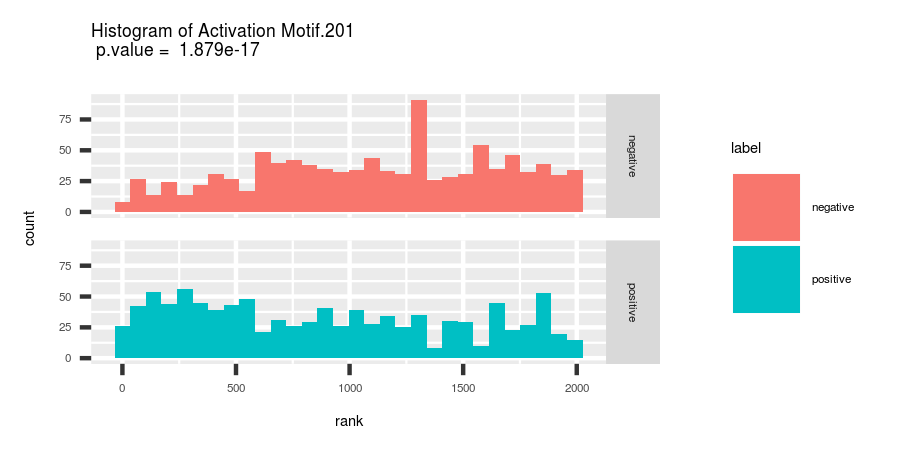 Histogram of Activation Motif.201
p.value = 1.879e-17
count
75
50
25
0
negative
75
50
25
0
positive
0 500 1000 1500 2000
rank
label
negative
positive